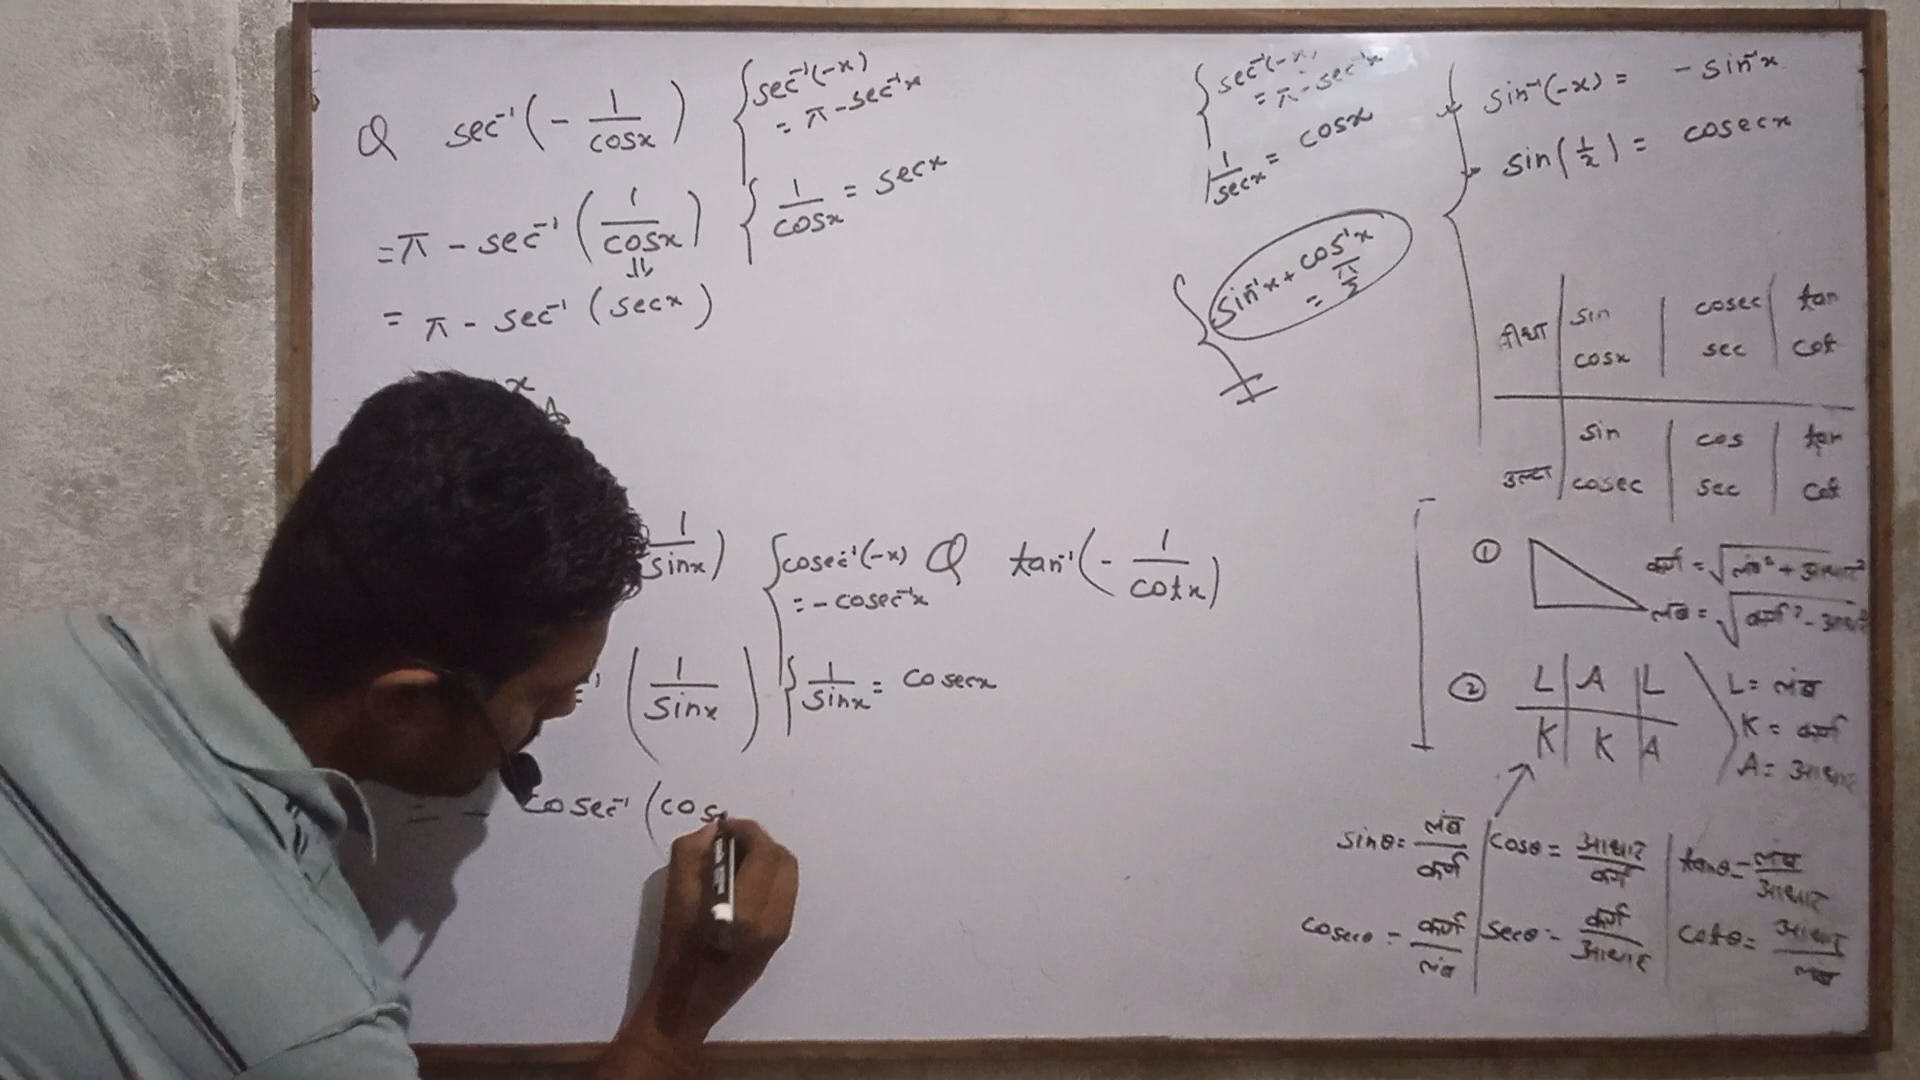 Q sec⁻¹(-1/cosx) { sec⁻¹(-x)
= π - sec⁻¹x
= π - sec⁻¹(1/cosx) { 1/cosx = secx
⇓
= π - sec⁻¹(secx)
x
1/sinx) { cosec⁻¹(-x)
= - cosec⁻¹x
(1/sinx) { 1/sinx = cosecx
= - cosec⁻¹(cos
Q tan⁻¹(-1/cotx)
{ sec⁻¹(-x)
= π - sec⁻¹x
1/secx = cosx
{ sin⁻¹x + cos⁻¹x
= π/2
sin⁻¹(-x) = - sin⁻¹x
sin(1/x) = cosecx
सीधा | sin | cosec | tan
cosx | sec | cot
उल्टा | sin | cos | tan
cosec | sec | cot
① कर्ण = √लंब² + आधार²
लंब = √कर्ण² - आधार²
② L | A | L
K | K | A
L = लंब
K = कर्ण
A = आधार
sinθ = लंब/कर्ण | cosθ = आधार/कर्ण | tanθ = लंब/आधार
cosecθ = कर्ण/लंब | secθ = कर्ण/आधार | cotθ = आधार/लंब